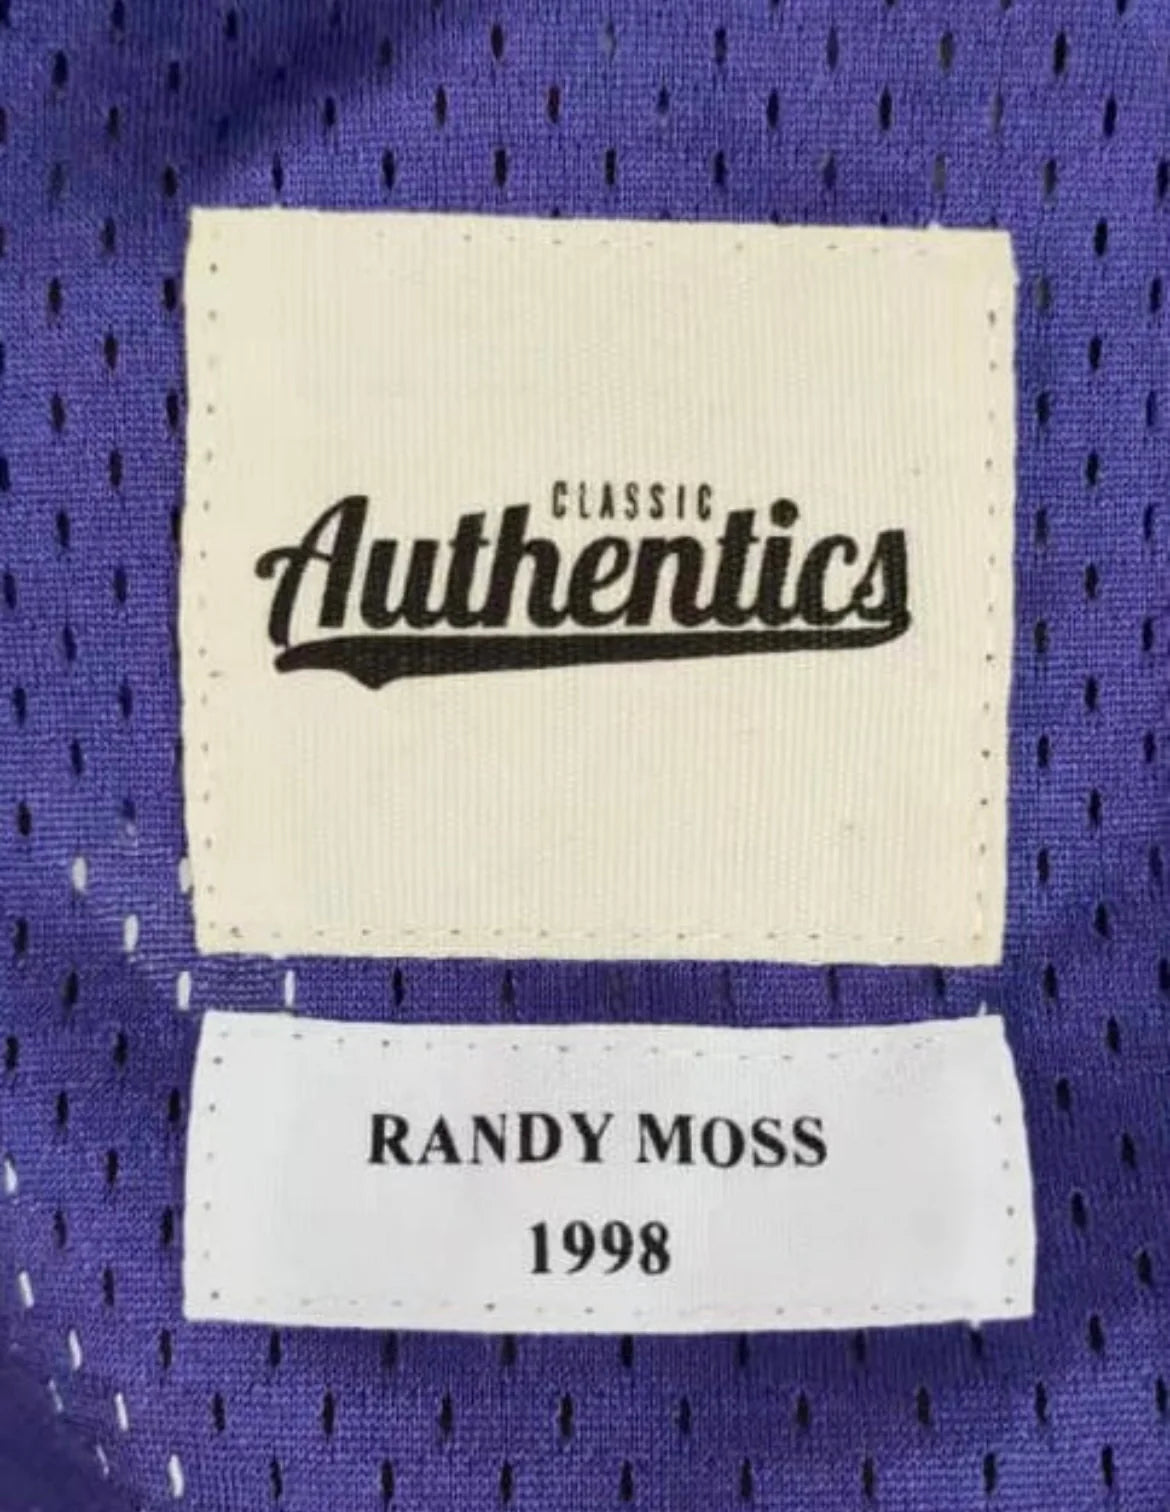 CLASSIC
Authentics
RANDY MOSS
1998